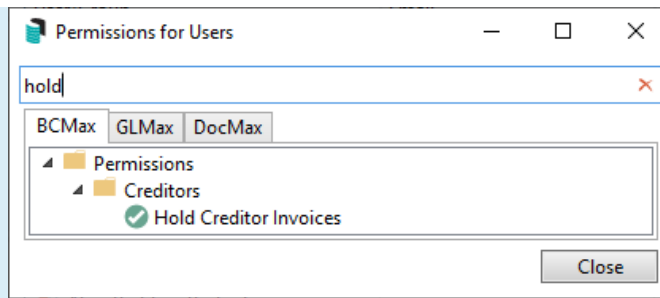 Permissions for Users
hold
BCMax GLMax DocMax
Permissions
Creditors
Hold Creditor Invoices
Close